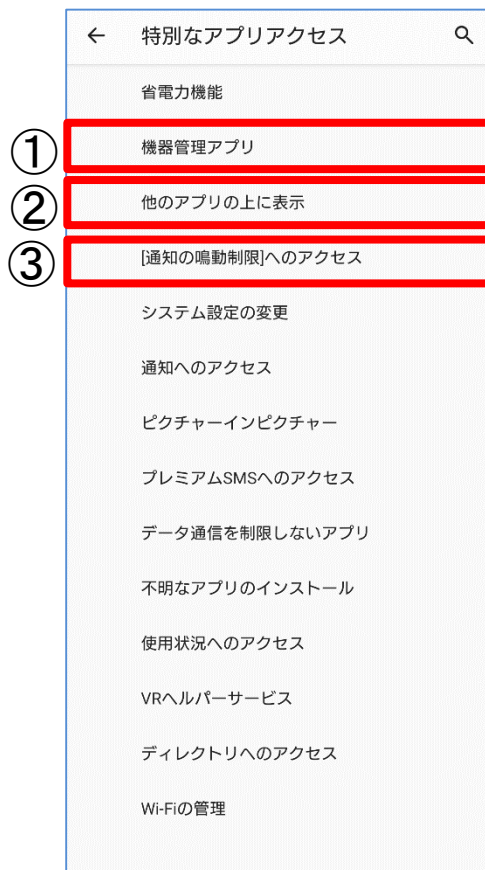 特別なアプリアクセス
省電力機能
① 機器管理アプリ
② 他のアプリの上に表示
③ [通知の鳴動制限]へのアクセス
システム設定の変更
通知へのアクセス
ピクチャーインピクチャー
プレミアムSMSへのアクセス
データ通信を制限しないアプリ
不明なアプリのインストール
使用状況へのアクセス
VRヘルパーサービス
ディレクトリへのアクセス
Wi-Fiの管理